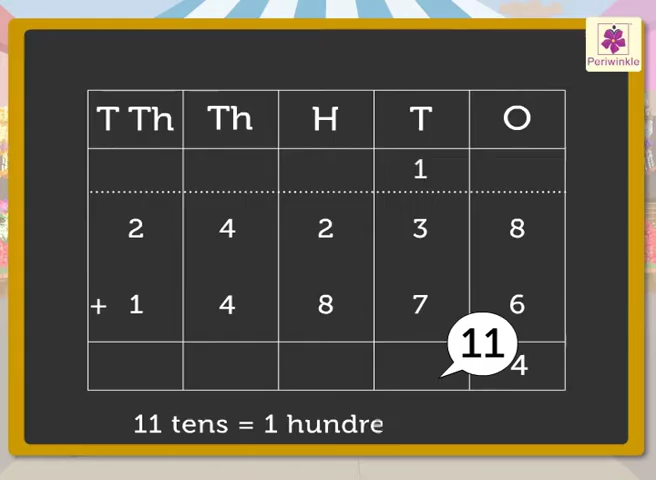 Periwinkle
T Th Th H T O
1
2 4 2 3 8
+ 1 4 8 7 6
11
4
11 tens = 1 hundre